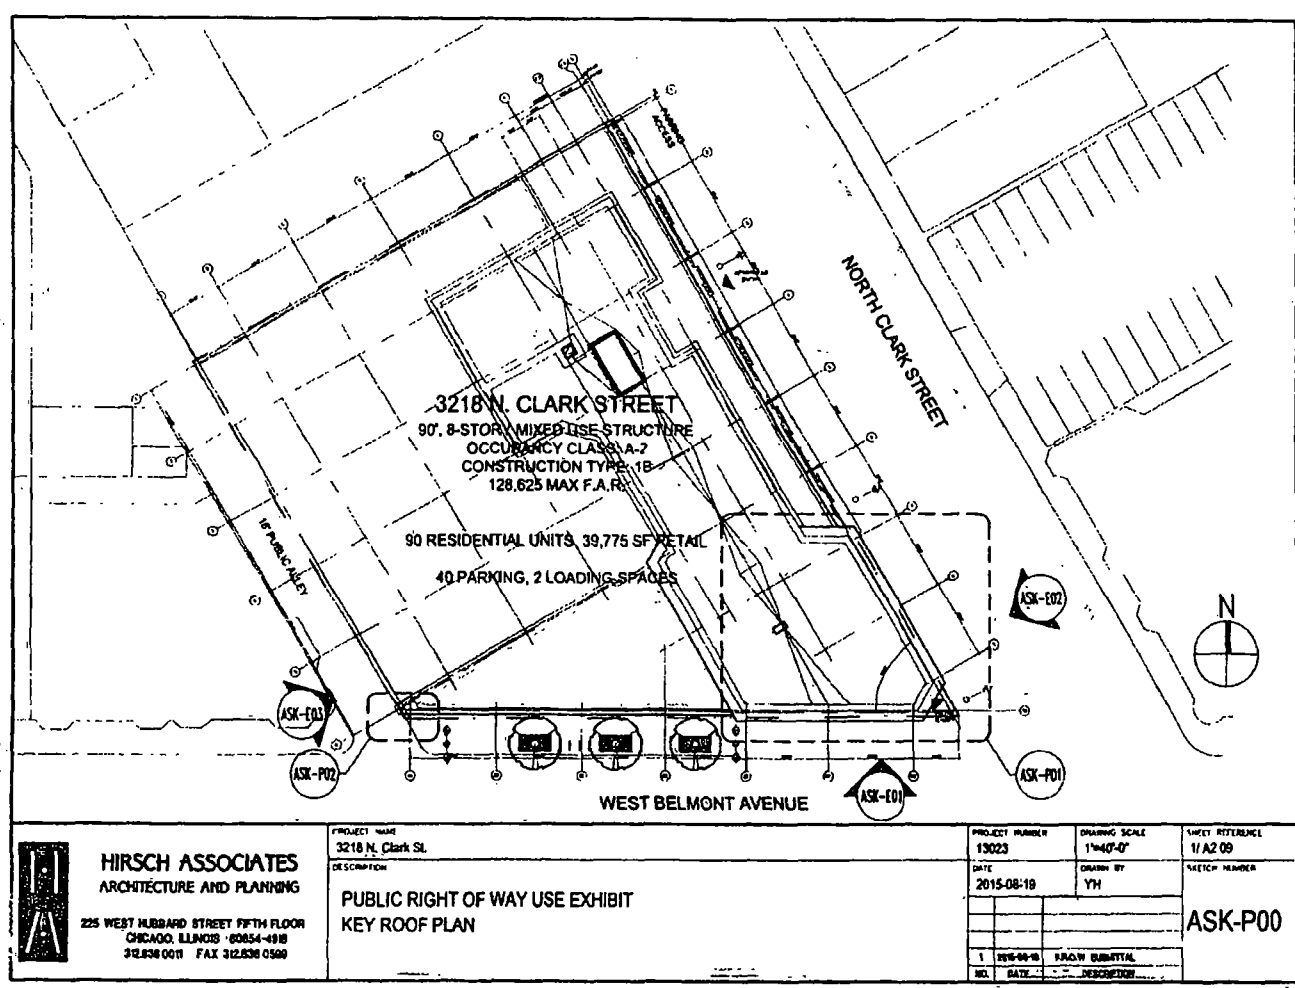 PARKING
ACCESS
NORTH CLARK STREET
3218 N. CLARK STREET
90', 8-STORY MIXED USE STRUCTURE
OCCUPANCY CLASS: A-2
CONSTRUCTION TYPE: 1B
128,625 MAX F.A.R.
90 RESIDENTIAL UNITS, 39,775 SF RETAIL
40 PARKING, 2 LOADING SPACES
16' PUBLIC ALLEY
ASK-E02
N
ASK-E03
ASK-P02
ASK-E01
ASK-P01
WEST BELMONT AVENUE
HIRSCH ASSOCIATES
ARCHITECTURE AND PLANNING
225 WEST HUBBARD STREET FIFTH FLOOR
CHICAGO, ILLINOIS 60654-4916
312.836.0011 FAX 312.836.0599
PROJECT NAME
3218 N. Clark St.
DESCRIPTION
PUBLIC RIGHT OF WAY USE EXHIBIT
KEY ROOF PLAN
PROJECT NUMBER
13023
DRAWING SCALE
1"=40'-0"
SHEET REFERENCE
1/ A2 09
DATE
2015-08-19
DRAWN BY
YH
SKETCH NUMBER
ASK-P00
1 P.R.O.W SUBMITTAL
NO. DATE DESCRIPTION